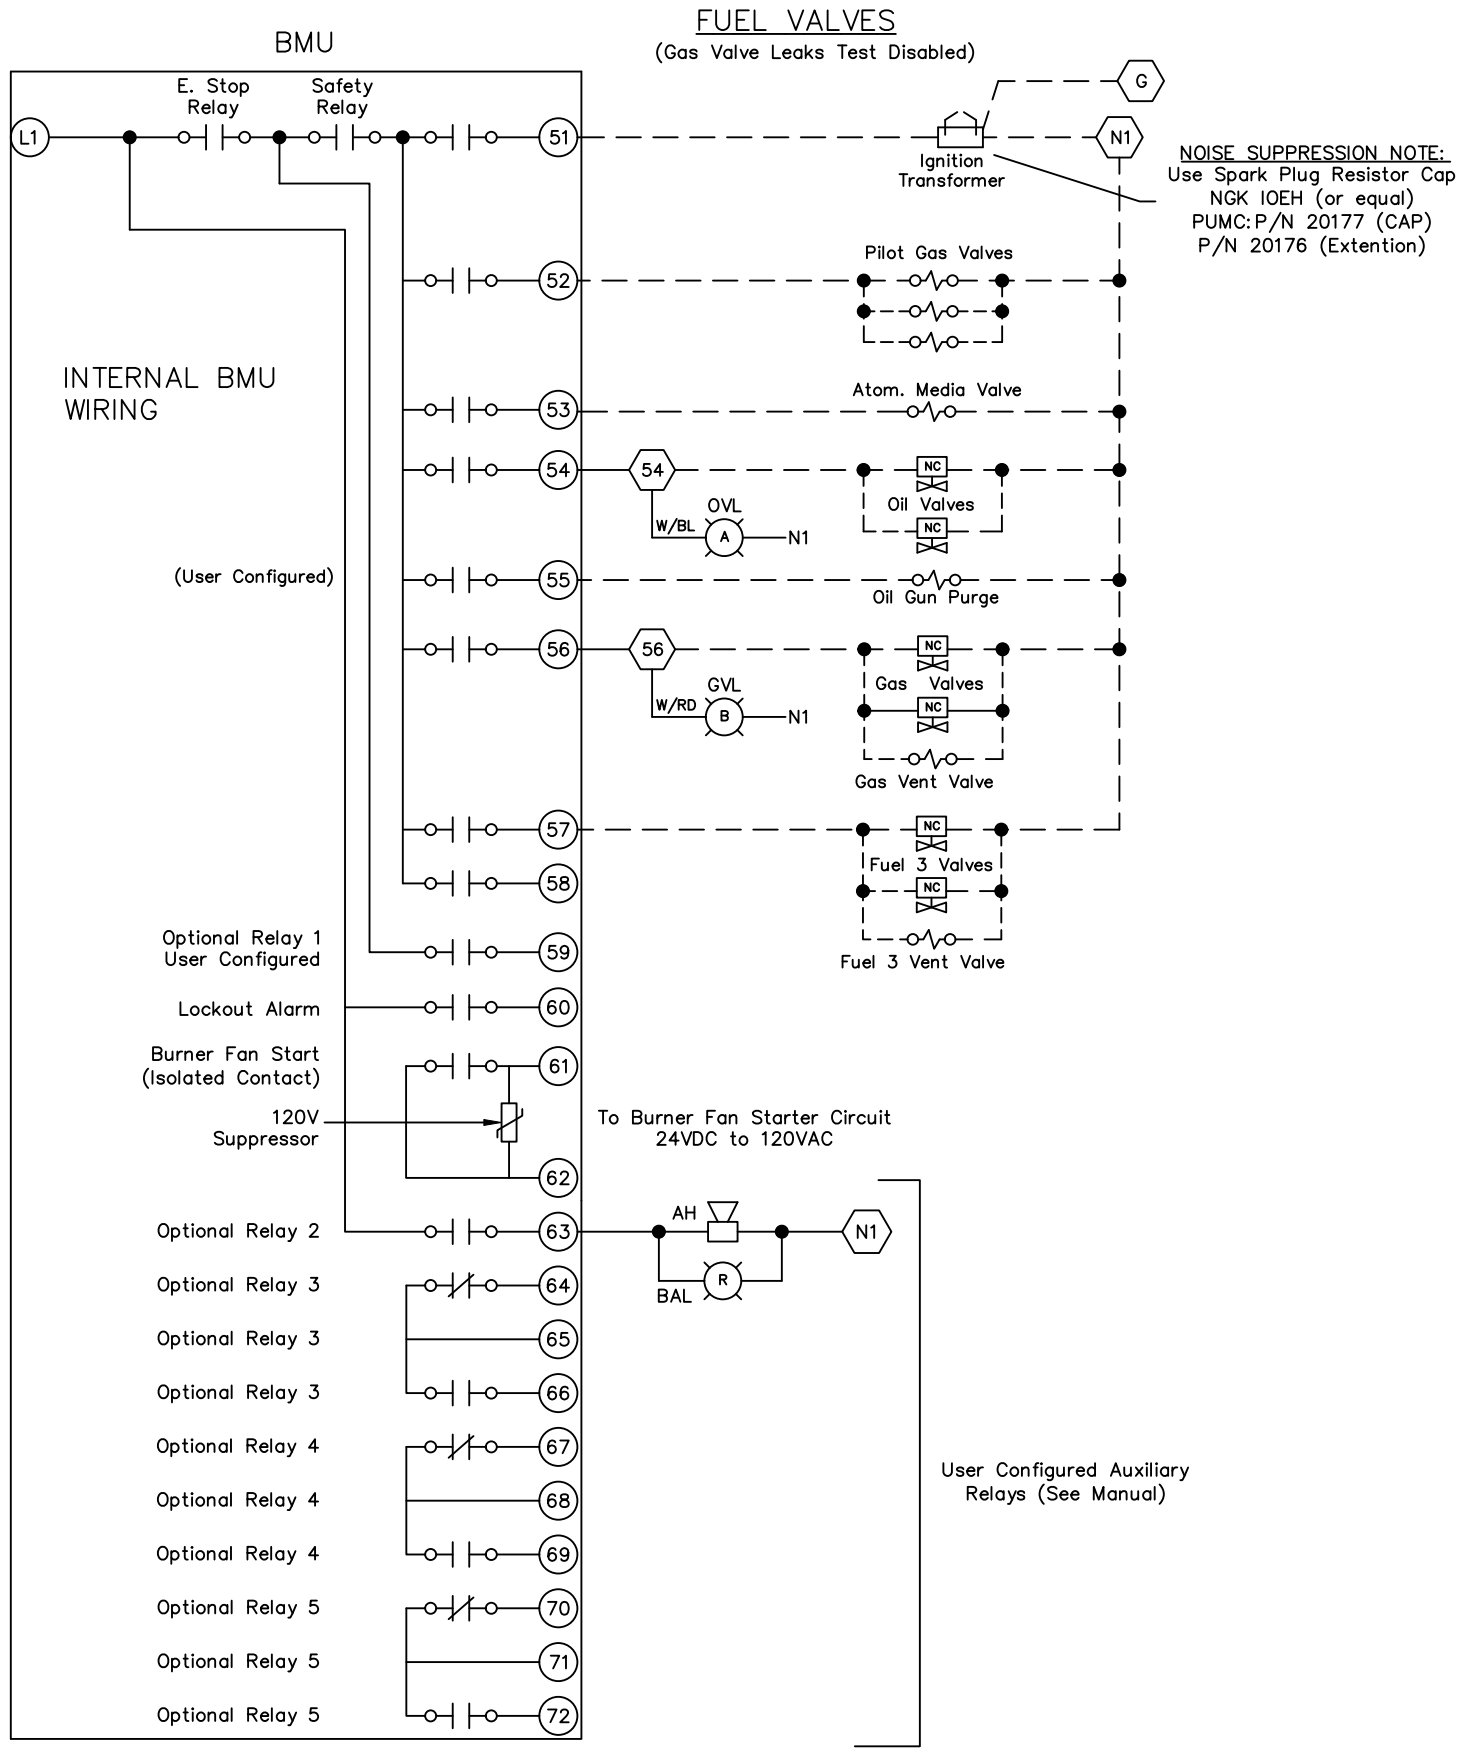 FUEL VALVES
(Gas Valve Leaks Test Disabled)
BMU
E. Stop
Relay
Safety
Relay
L1
51
G
N1
Ignition
Transformer
NOISE SUPPRESSION NOTE:
Use Spark Plug Resistor Cap
NGK IOEH (or equal)
PUMC: P/N 20177 (CAP)
P/N 20176 (Extention)
Pilot Gas Valves
52
INTERNAL BMU
WIRING
Atom. Media Valve
53
54
54
NC
Oil Valves
NC
W/BL
OVL
A
N1
(User Configured)
55
Oil Gun Purge
56
56
NC
Gas Valves
NC
W/RD
GVL
B
N1
Gas Vent Valve
57
NC
Fuel 3 Valves
NC
58
Fuel 3 Vent Valve
Optional Relay 1
User Configured
59
Lockout Alarm
60
Burner Fan Start
(Isolated Contact)
61
120V
Suppressor
To Burner Fan Starter Circuit
24VDC to 120VAC
62
Optional Relay 2
63
AH
N1
BAL
R
Optional Relay 3
64
Optional Relay 3
65
Optional Relay 3
66
Optional Relay 4
67
User Configured Auxiliary
Relays (See Manual)
Optional Relay 4
68
Optional Relay 4
69
Optional Relay 5
70
Optional Relay 5
71
Optional Relay 5
72